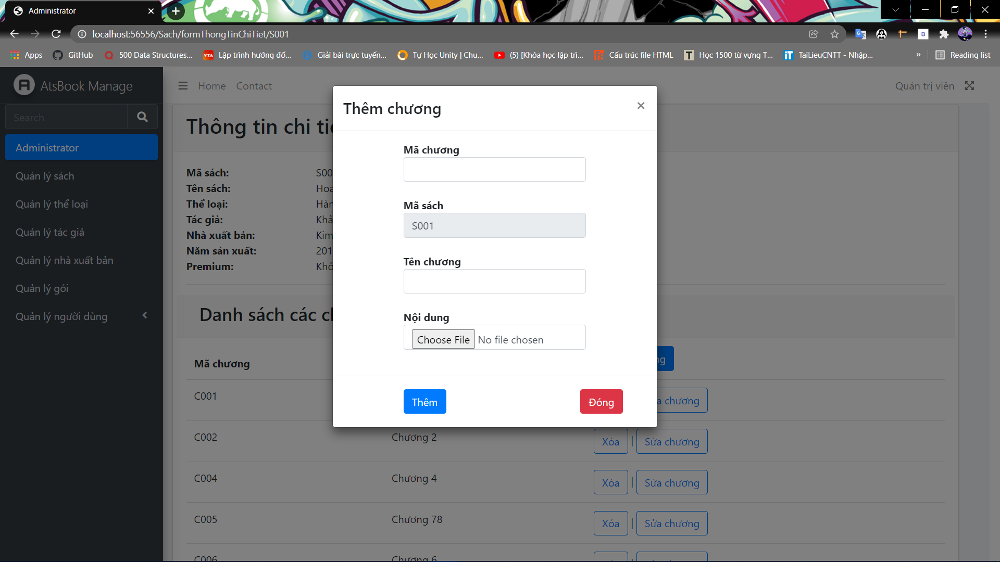 Administrator
localhost:56556/Sach/formThongTinChiTiet/S001
Apps
GitHub
500 Data Structures...
Lập trình hướng đố...
Giải bài trực tuyến...
Tự Học Unity | Chu...
(5) [Khóa học lập trì...
Cấu trúc file HTML
Học 1500 từ vựng T...
TaiLieuCNTT - Nhập...
»
Reading list
AtsBook Manage
Home
Contact
Quản trị viên
Search
Administrator
Quản lý sách
Quản lý thể loại
Quản lý tác giả
Quản lý nhà xuất bản
Quản lý gói
Quản lý người dùng
Thông tin chi tiế
Mã sách: S00
Tên sách: Hoa
Thể loại: Hàn
Tác giả: Khả
Nhà xuất bản: Kim
Năm sản xuất: 201
Premium: Khô
Danh sách các ch
Thêm chương
×
Mã chương
Mã sách
S001
Tên chương
Nội dung
Choose File No file chosen
Thêm
Đóng
Mã chương
ng
C001
a chương
C002 Chương 2 Xóa | Sửa chương
C004 Chương 4 Xóa | Sửa chương
C005 Chương 78 Xóa | Sửa chương
C006 Chương 6